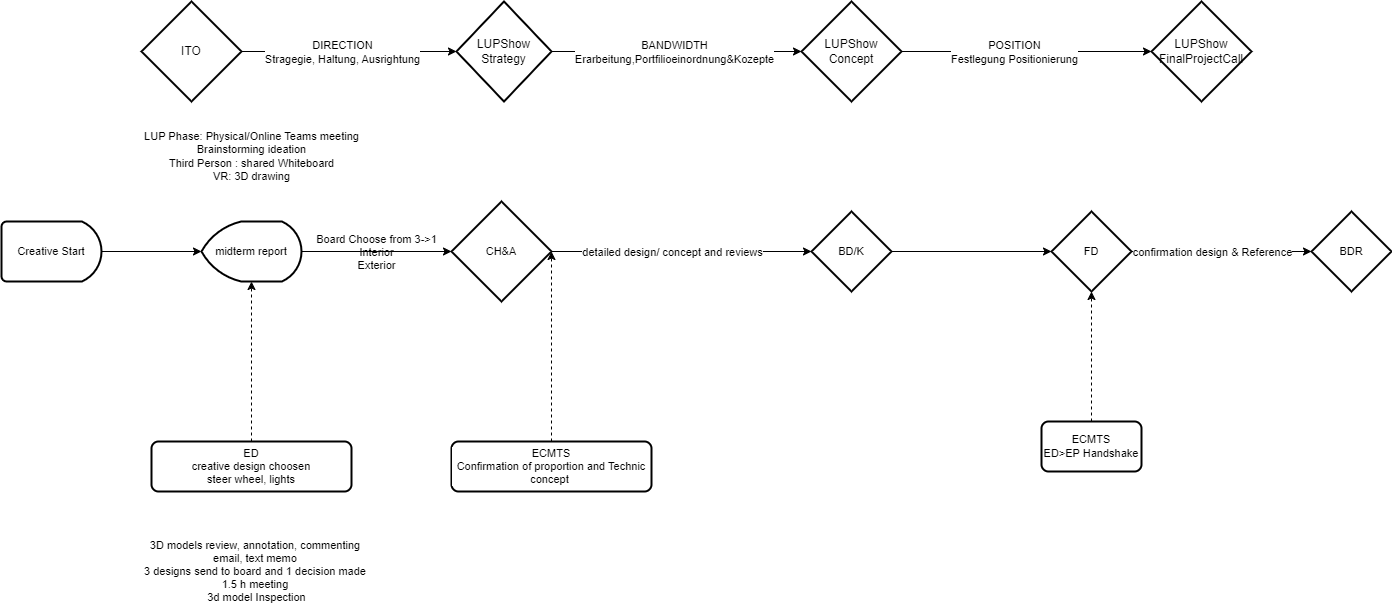 ITO
DIRECTION
Stragegie, Haltung, Ausrightung
LUPShow
Strategy
BANDWIDTH
Erarbeitung,Portfilioeinordnung&Kozepte
LUPShow
Concept
POSITION
Festlegung Positionierung
LUPShow
FinalProjectCall
LUP Phase: Physical/Online Teams meeting
Brainstorming ideation
Third Person : shared Whiteboard
VR: 3D drawing
Creative Start
midterm report
Board Choose from 3->1
Interior
Exterior
CH&A
detailed design/ concept and reviews
BD/K
FD
confirmation design & Reference
BDR
ED
creative design choosen
steer wheel, lights
ECMTS
Confirmation of proportion and Technic
concept
ECMTS
ED>EP Handshake
3D models review, annotation, commenting
email, text memo
3 designs send to board and 1 decision made
1.5 h meeting
3d model Inspection